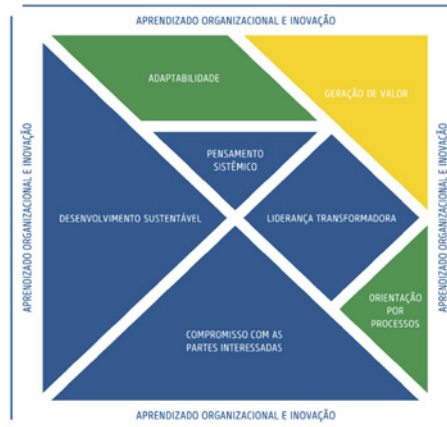 APRENDIZADO ORGANIZACIONAL E INOVAÇÃO
ADAPTABILIDADE
GERAÇÃO DE VALOR
APRENDIZADO ORGANIZACIONAL E INOVAÇÃO
PENSAMENTO
SISTÊMICO
DESENVOLVIMENTO SUSTENTÁVEL
LIDERANÇA TRANSFORMADORA
APRENDIZADO ORGANIZACIONAL E INOVAÇÃO
ORIENTAÇÃO
POR
PROCESSOS
COMPROMISSO COM AS
PARTES INTERESSADAS
APRENDIZADO ORGANIZACIONAL E INOVAÇÃO